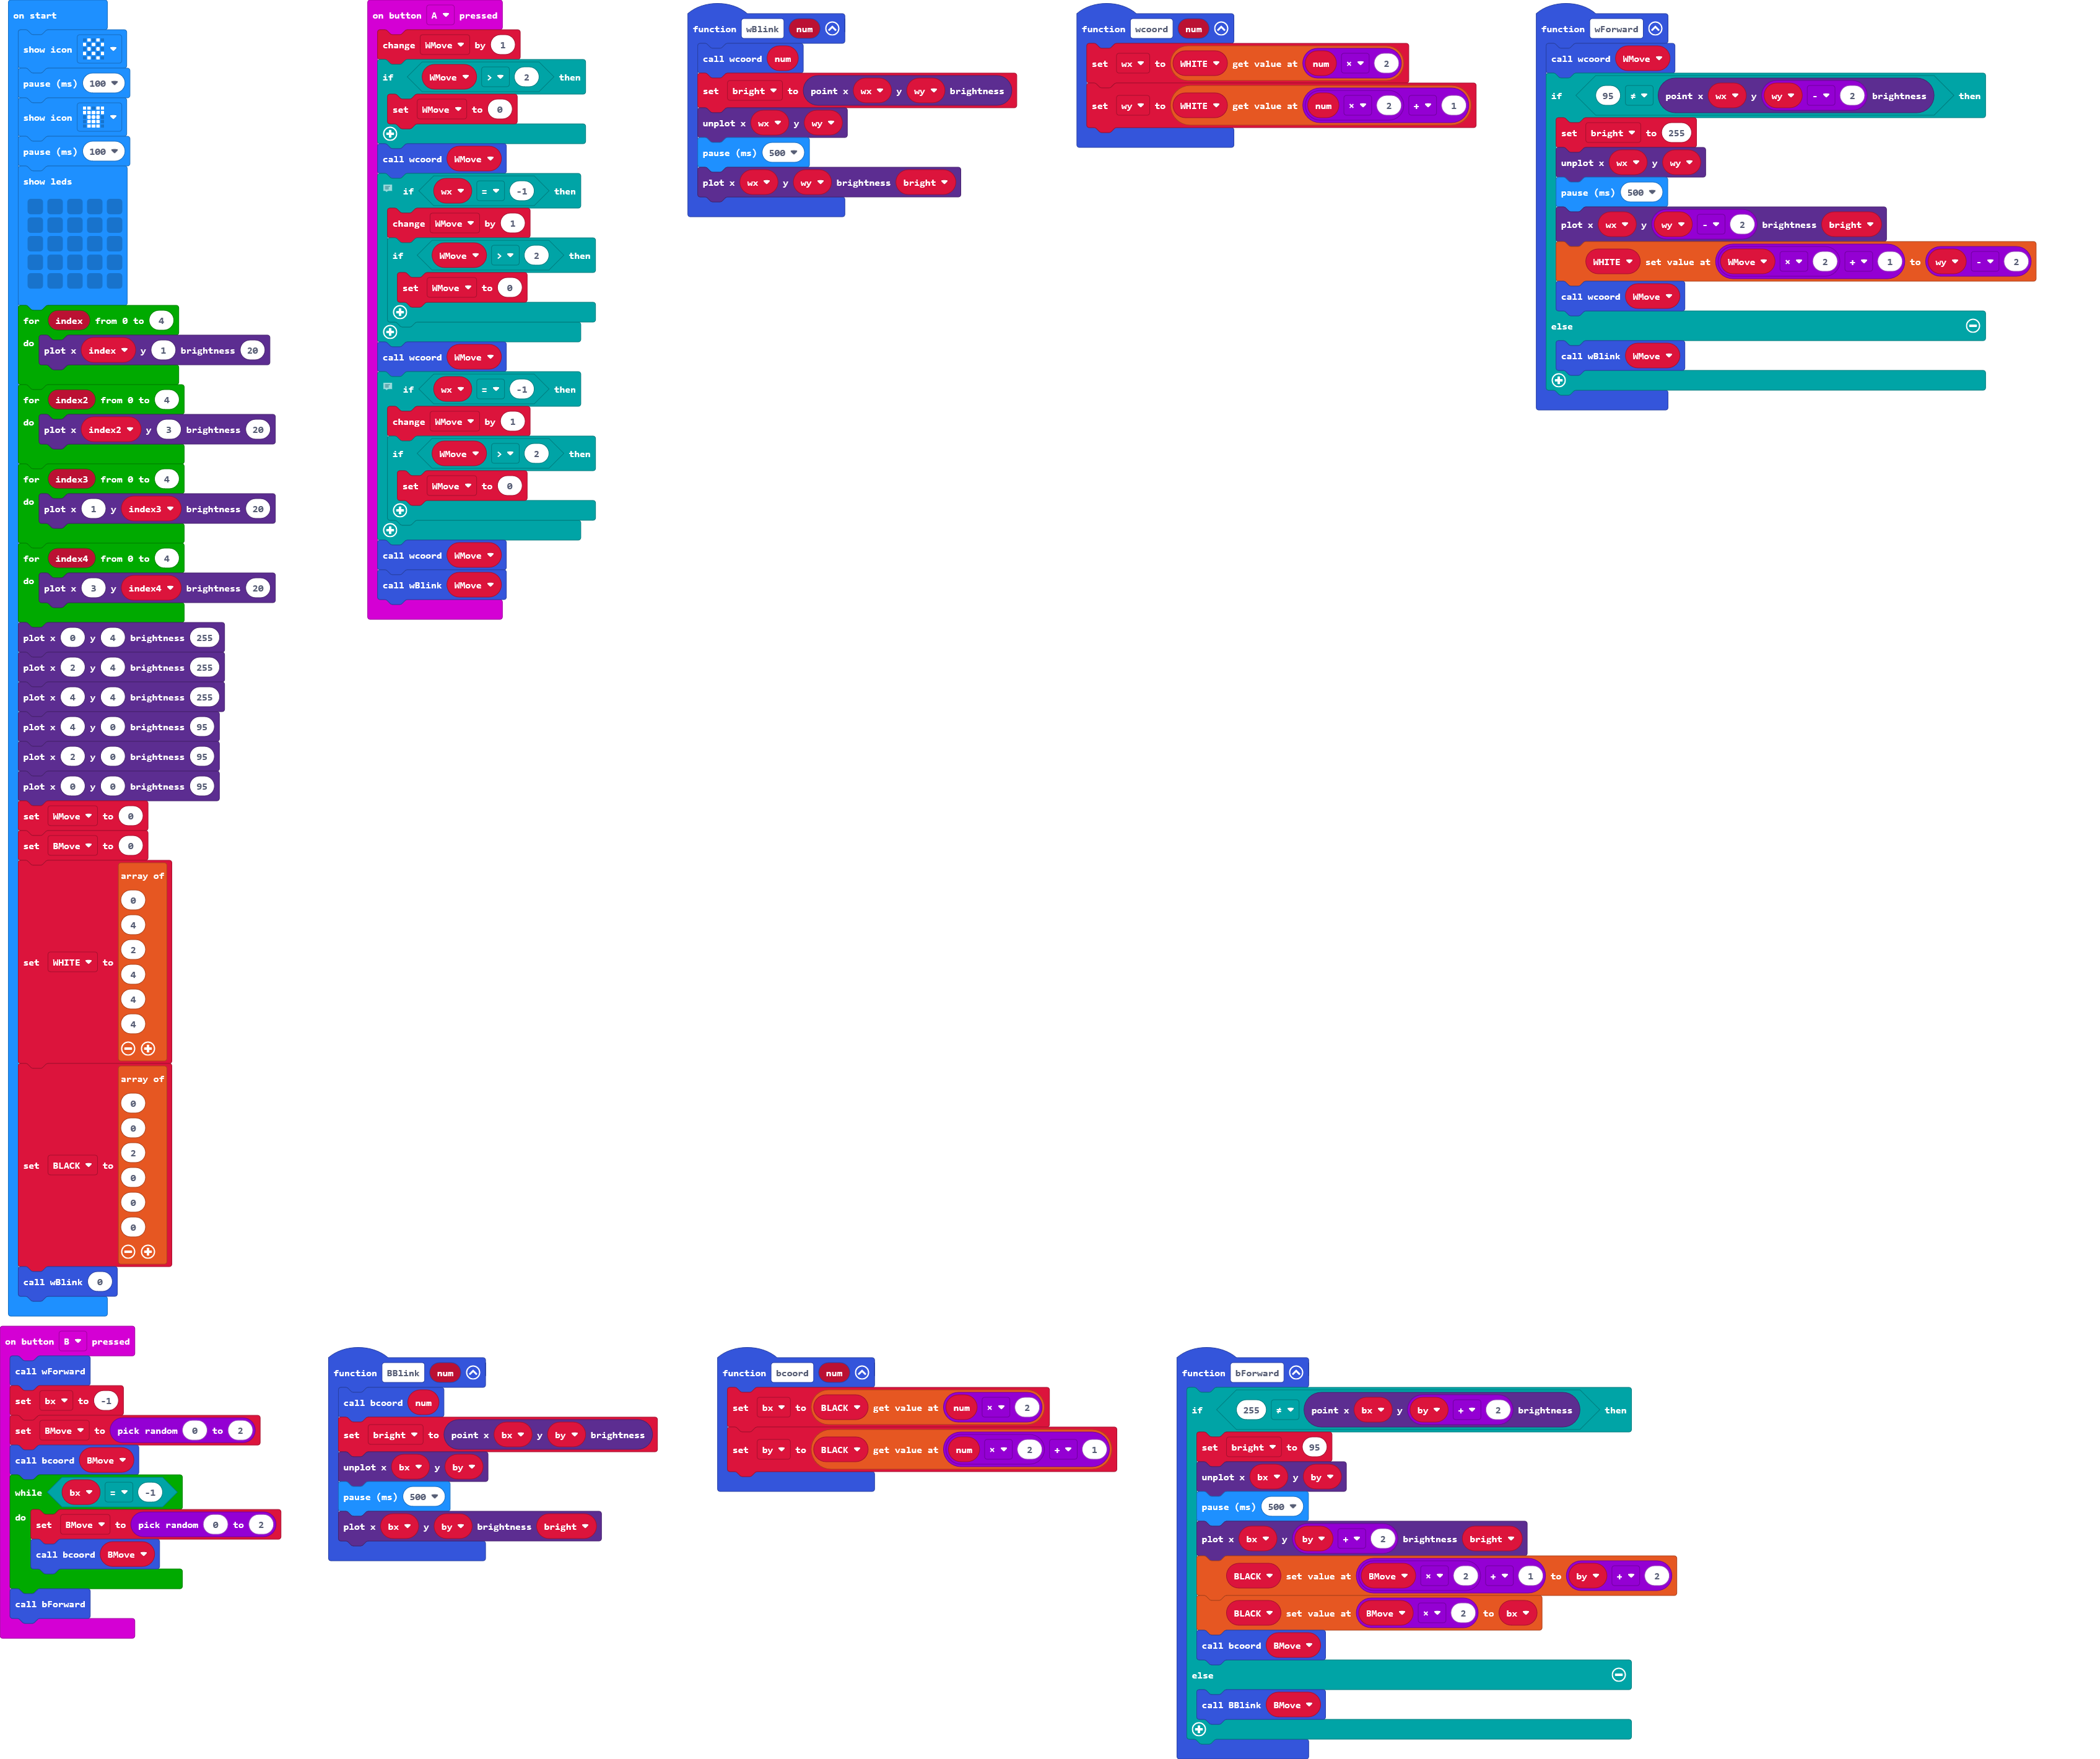 on start
show icon
pause (ms) 100
show icon
pause (ms) 100
show leds
for index from 0 to 4
do plot x index y 1 brightness 20
for index2 from 0 to 4
do plot x index2 y 3 brightness 20
for index3 from 0 to 4
do plot x 1 y index3 brightness 20
for index4 from 0 to 4
do plot x 3 y index4 brightness 20
plot x 0 y 4 brightness 255
plot x 2 y 4 brightness 255
plot x 4 y 4 brightness 255
plot x 4 y 0 brightness 95
plot x 2 y 0 brightness 95
plot x 0 y 0 brightness 95
set WMove to 0
set BMove to 0
set WHITE to array of
0
4
2
4
4
4
set BLACK to array of
0
0
2
0
0
0
call wBlink 0
on button A pressed
change WMove by 1
if WMove > 2 then
set WMove to 0
call wcoord WMove
if wx = -1 then
change WMove by 1
if WMove > 2 then
set WMove to 0
call wcoord WMove
if wx = -1 then
change WMove by 1
if WMove > 2 then
set WMove to 0
call wcoord WMove
call wBlink WMove
function wBlink num
call wcoord num
set bright to point x wx y wy brightness
unplot x wx y wy
pause (ms) 500
plot x wx y wy brightness bright
function wcoord num
set wx to WHITE get value at num × 2
set wy to WHITE get value at num × 2 + 1
function wForward
call wcoord WMove
if 95 ≠ point x wx y wy - 2 brightness then
set bright to 255
unplot x wx y wy
pause (ms) 500
plot x wx y wy - 2 brightness bright
WHITE set value at WMove × 2 + 1 to wy - 2
call wcoord WMove
else
call wBlink WMove
on button B pressed
call wForward
set bx to -1
set BMove to pick random 0 to 2
call bcoord BMove
while bx = -1
do set BMove to pick random 0 to 2
call bcoord BMove
call bForward
function BBlink num
call bcoord num
set bright to point x bx y by brightness
unplot x bx y by
pause (ms) 500
plot x bx y by brightness bright
function bcoord num
set bx to BLACK get value at num × 2
set by to BLACK get value at num × 2 + 1
function bForward
if 255 ≠ point x bx y by + 2 brightness then
set bright to 95
unplot x bx y by
pause (ms) 500
plot x bx y by + 2 brightness bright
BLACK set value at BMove × 2 + 1 to by + 2
BLACK set value at BMove × 2 to bx
call bcoord BMove
else
call BBlink BMove